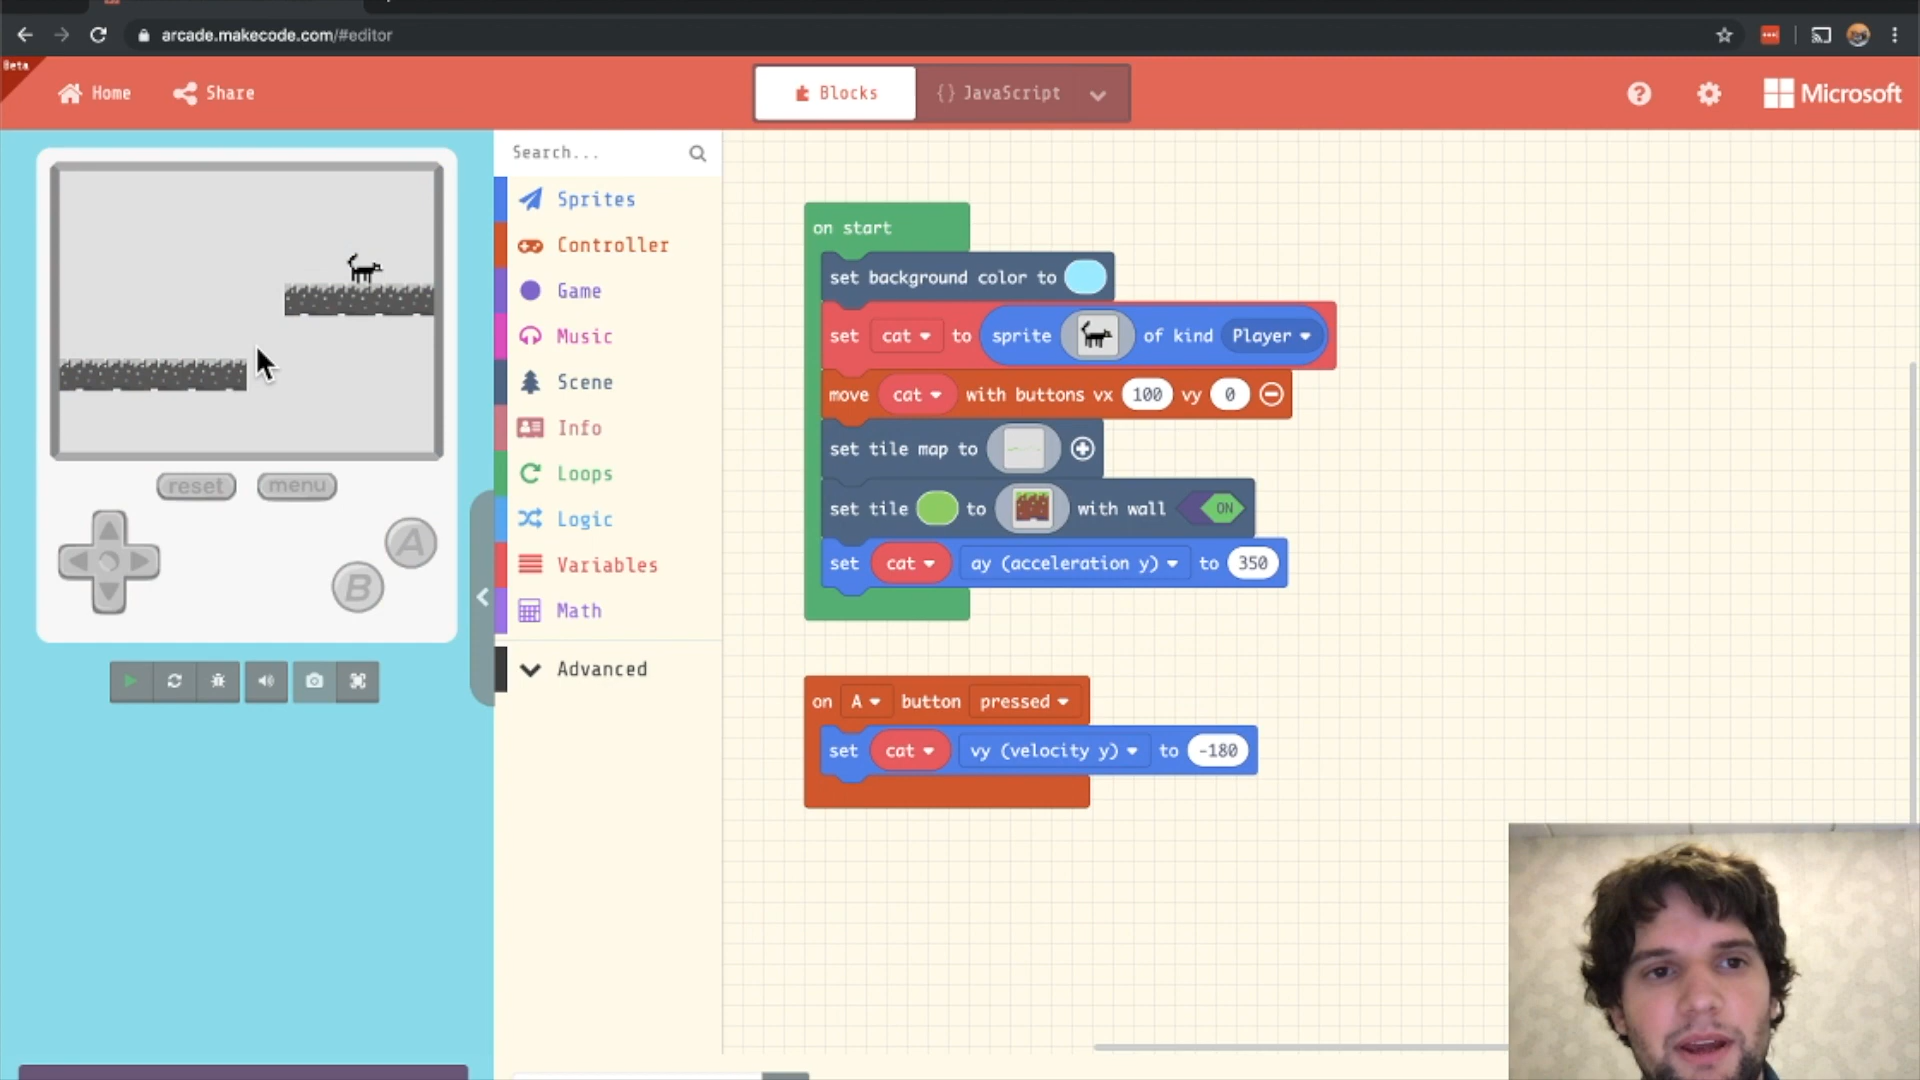 arcade.makecode.com/#editor
Beta
Home
Share
Blocks
{} JavaScript
Microsoft
Search...
Sprites
Controller
Game
Music
Scene
Info
Loops
Logic
Variables
Math
Advanced
reset
menu
A
B
on start
set background color to
set cat to sprite of kind Player
move cat with buttons vx 100 vy 0
set tile map to
set tile to with wall ON
set cat ay (acceleration y) to 350
on A button pressed
set cat vy (velocity y) to -180